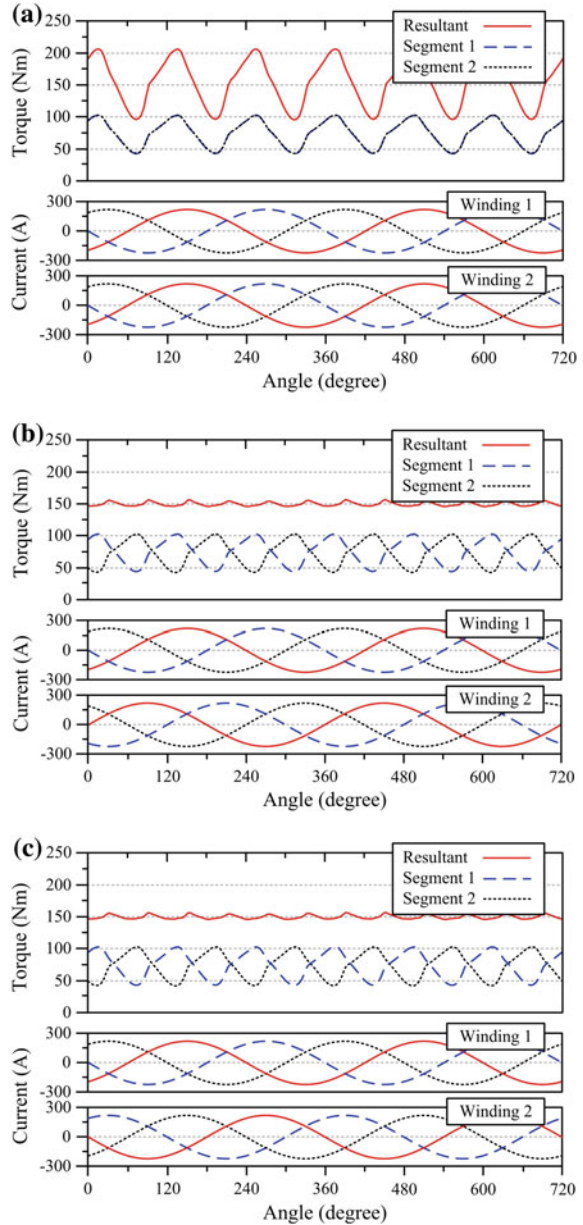 (a)
250
200
150
100
50
0
Torque (Nm)
Resultant
Segment 1
Segment 2
300
0
-300
Winding 1
Current (A)
300
0
-300
Winding 2
0 120 240 360 480 600 720
Angle (degree)
(b)
250
200
150
100
50
0
Torque (Nm)
Resultant
Segment 1
Segment 2
300
0
-300
Winding 1
Current (A)
300
0
-300
Winding 2
0 120 240 360 480 600 720
Angle (degree)
(c)
250
200
150
100
50
0
Torque (Nm)
Resultant
Segment 1
Segment 2
300
0
-300
Winding 1
Current (A)
300
0
-300
Winding 2
0 120 240 360 480 600 720
Angle (degree)